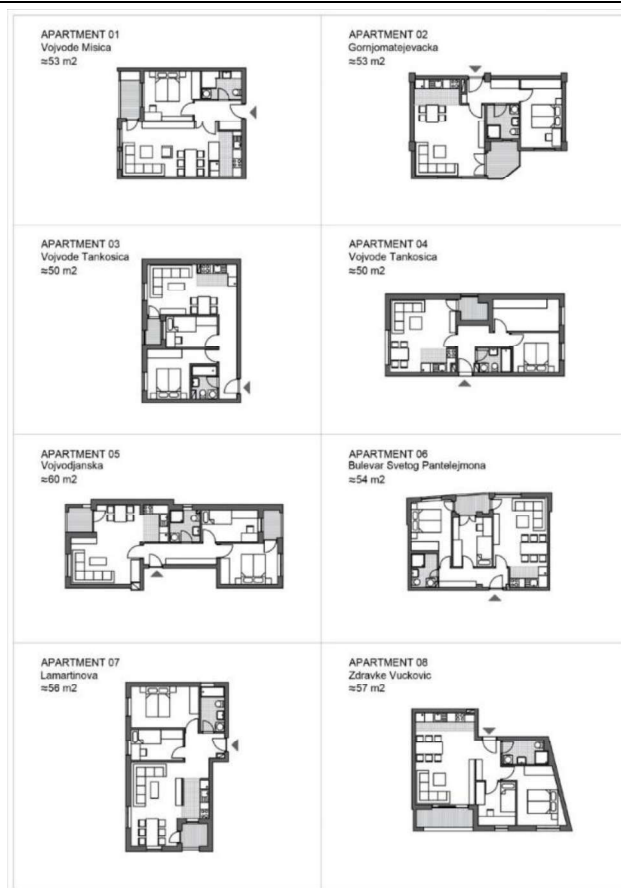 APARTMENT 01
Vojvode Misica
≈53 m2
APARTMENT 02
Gornjomatejevacka
≈53 m2
APARTMENT 03
Vojvode Tankosica
≈50 m2
APARTMENT 04
Vojvode Tankosica
≈50 m2
APARTMENT 05
Vojvodjanska
≈60 m2
APARTMENT 06
Bulevar Svetog Pantelejmona
≈54 m2
APARTMENT 07
Lamartinova
≈56 m2
APARTMENT 08
Zdravke Vuckovic
≈57 m2